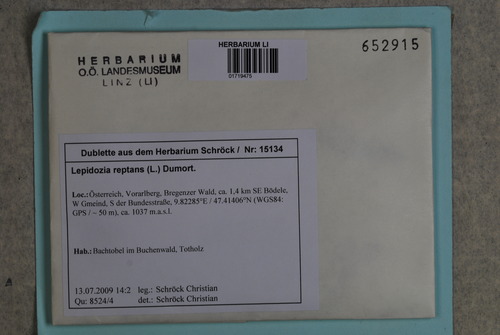 HERBARIUM
O.Ö. LANDESMUSEUM
LINZ (LI)
HERBARIUM LI
01719475
652915
Dublette aus dem Herbarium Schröck / Nr: 15134
Lepidozia reptans (L.) Dumort.
Loc.: Österreich, Vorarlberg, Bregenzer Wald, ca. 1,4 km SE Bödele,
W Gmeind, S der Bundesstraße, 9.82285°E / 47.41406°N (WGS84:
GPS / ~ 50 m), ca. 1037 m.a.s.l.
Hab.: Bachtobel im Buchenwald, Totholz
13.07.2009 14:2 leg.: Schröck Christian
Qu: 8524/4 det.: Schröck Christian